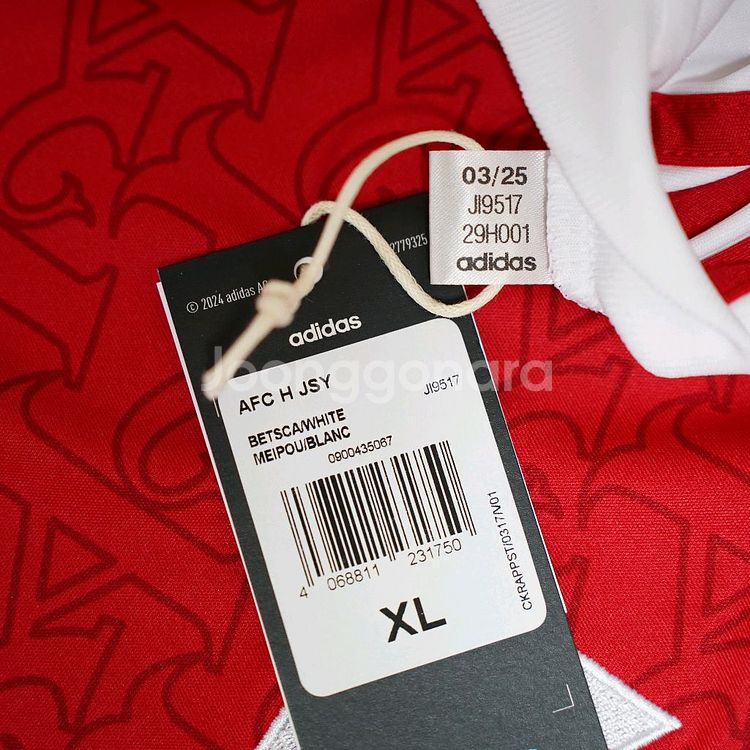 03/25
JI9517
29H001
adidas
2779325
© 2024 adidas
adidas
Joonggonara
AFC H JSY
JI9517
BETSCA/WHITE
MEIPOU/BLANC
0900435067
4 068811 231750
CKRAPPST/0317/V01
XL